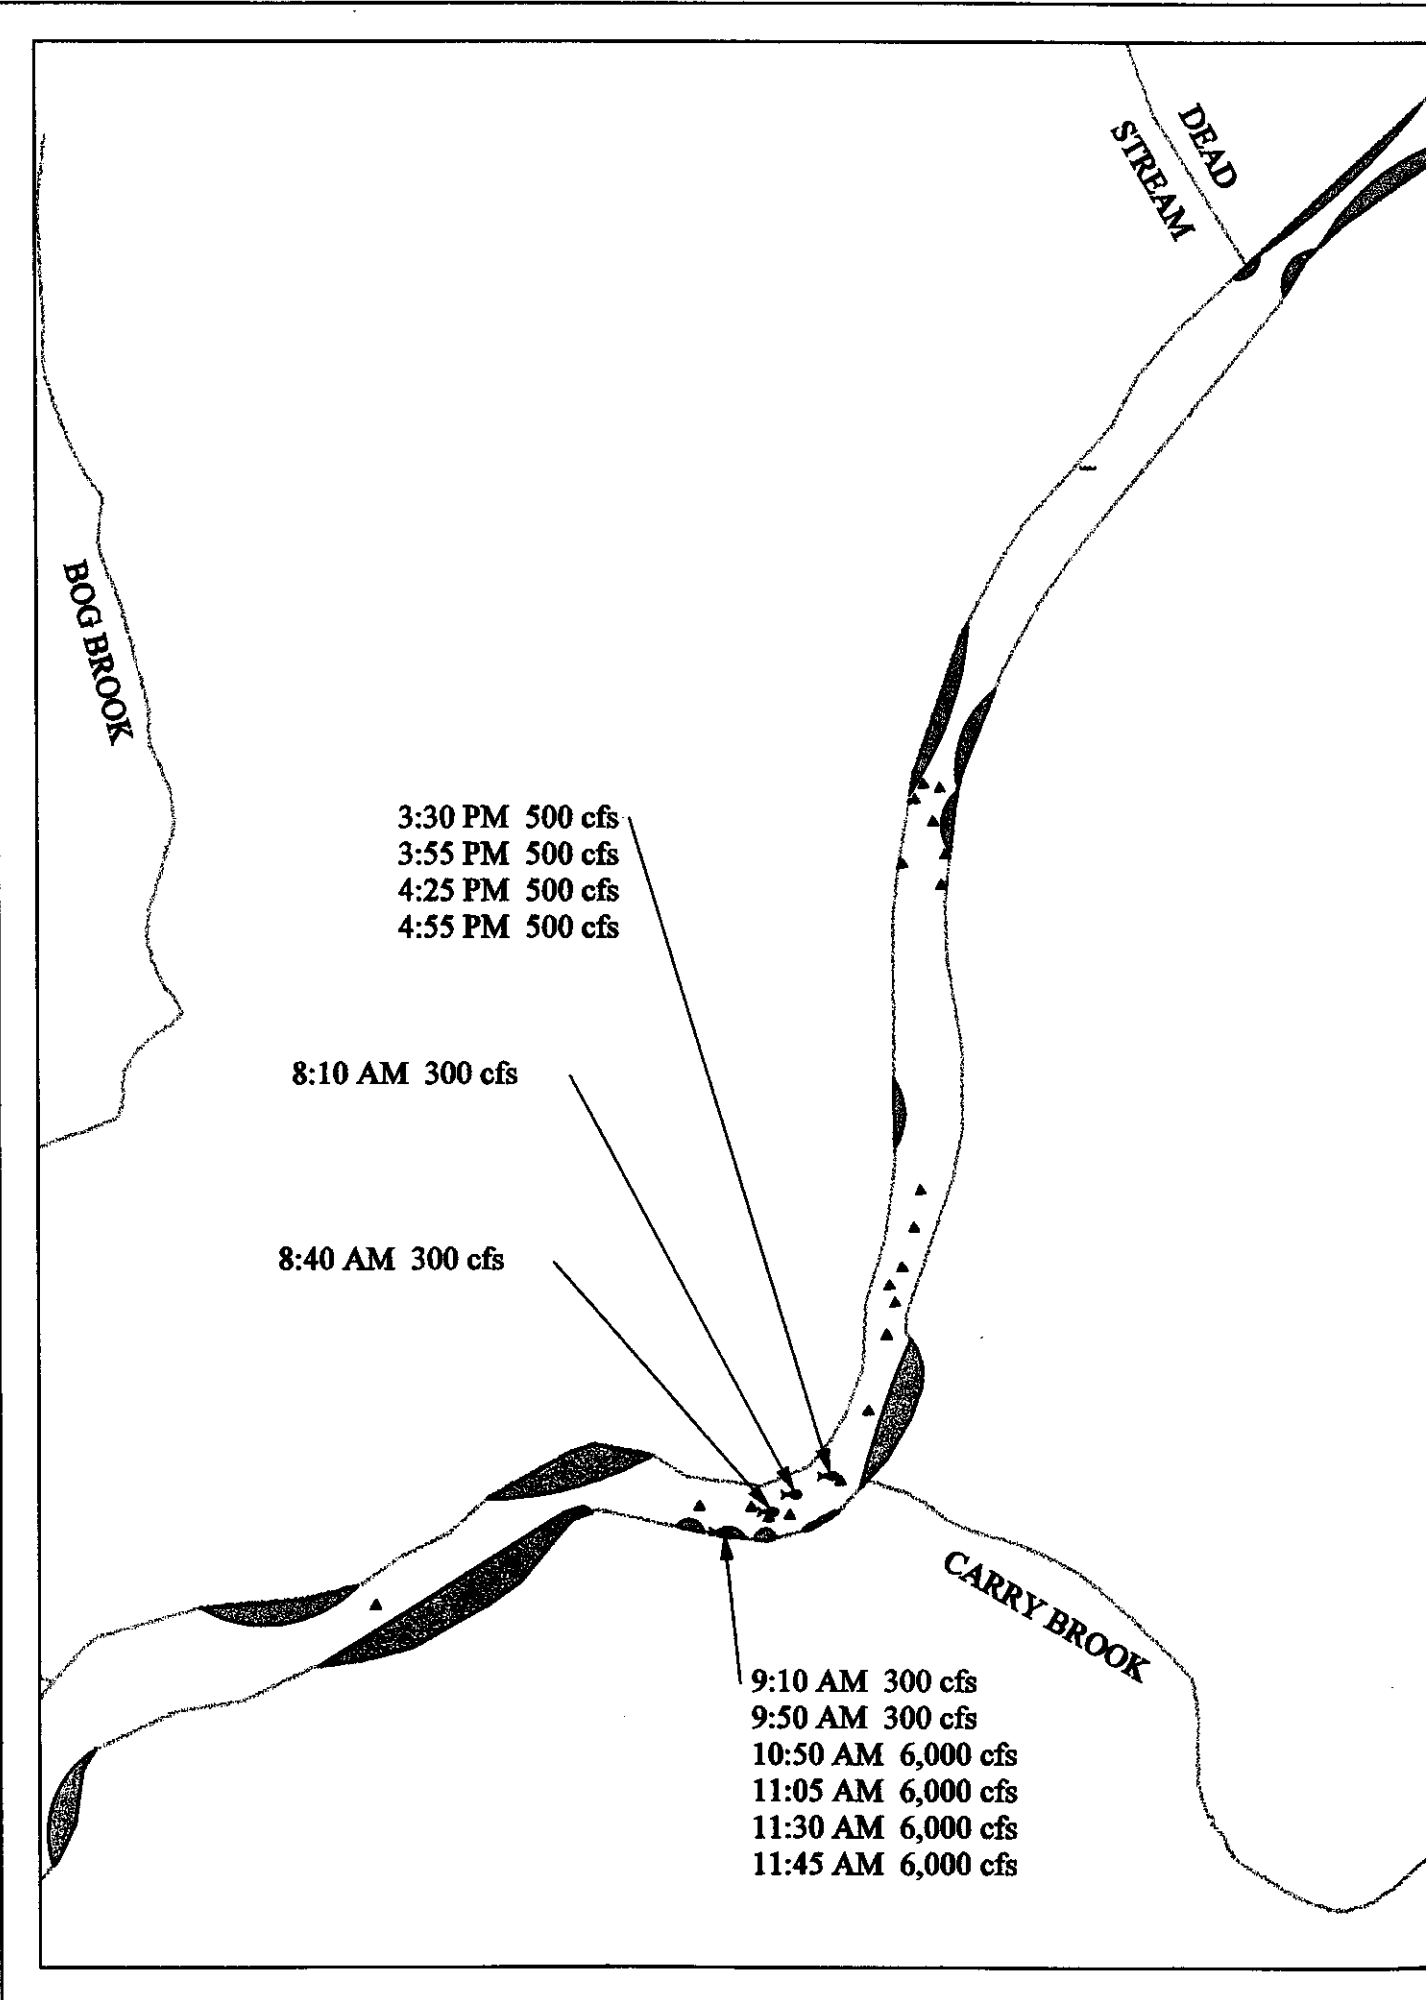 DEAD
STREAM
BOG BROOK
3:30 PM 500 cfs
3:55 PM 500 cfs
4:25 PM 500 cfs
4:55 PM 500 cfs
8:10 AM 300 cfs
8:40 AM 300 cfs
CARRY BROOK
9:10 AM 300 cfs
9:50 AM 300 cfs
10:50 AM 6,000 cfs
11:05 AM 6,000 cfs
11:30 AM 6,000 cfs
11:45 AM 6,000 cfs